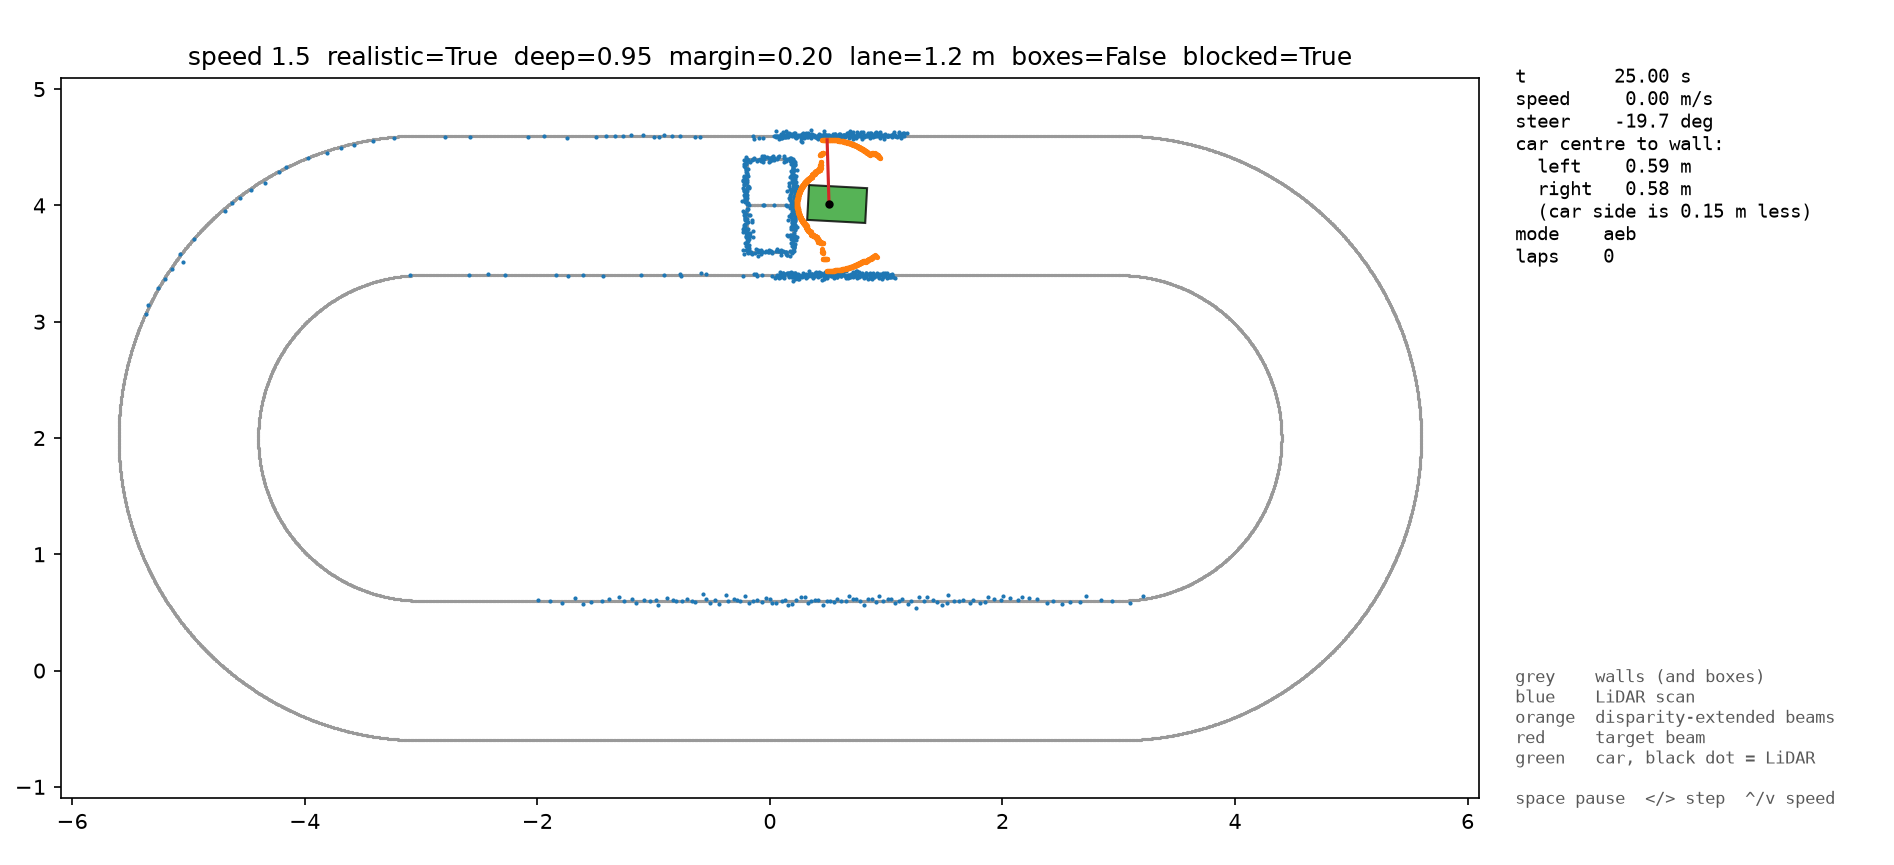 speed 1.5  realistic=True  deep=0.95  margin=0.20  lane=1.2 m  boxes=False  blocked=True
5
4
3
2
1
0
−1
−6
−4
−2
0
2
4
6
t        25.00 s
speed     0.00 m/s
steer    -19.7 deg
car centre to wall:
  left    0.59 m
  right   0.58 m
  (car side is 0.15 m less)
mode    aeb
laps    0
grey    walls (and boxes)
blue    LiDAR scan
orange  disparity-extended beams
red     target beam
green   car, black dot = LiDAR
space pause  </> step  ^/v speed